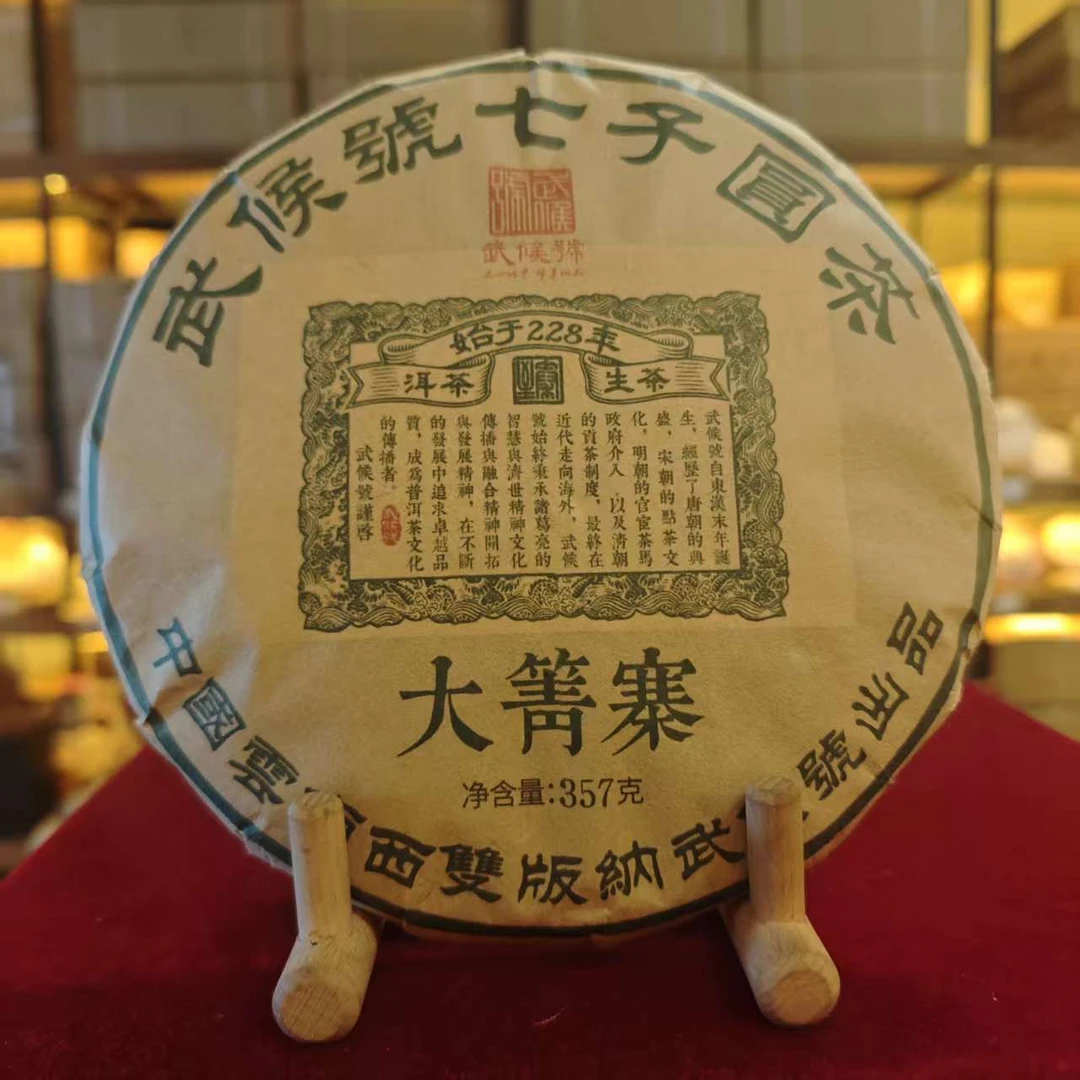 武候號七子圓茶
武候號
始于228年
洱茶 生茶
武候號自東漢末年誕
生，經歷了唐朝的興
盛，宋朝的點茶文
化，明朝的官宦茶馬
政府介入，以及清朝
的貢茶制度，最終在
近代走向海外，武候
號始終秉承諸葛亮的
智慧與濟世精神文化
傳播與融合精神開拓
與發展精神，在不斷
的發展中追求卓越品
質，成為普洱茶文化
的傳播者。
武候號謹啓
大箐寨
净含量:357克
中國雲 西雙版納武 號 出品